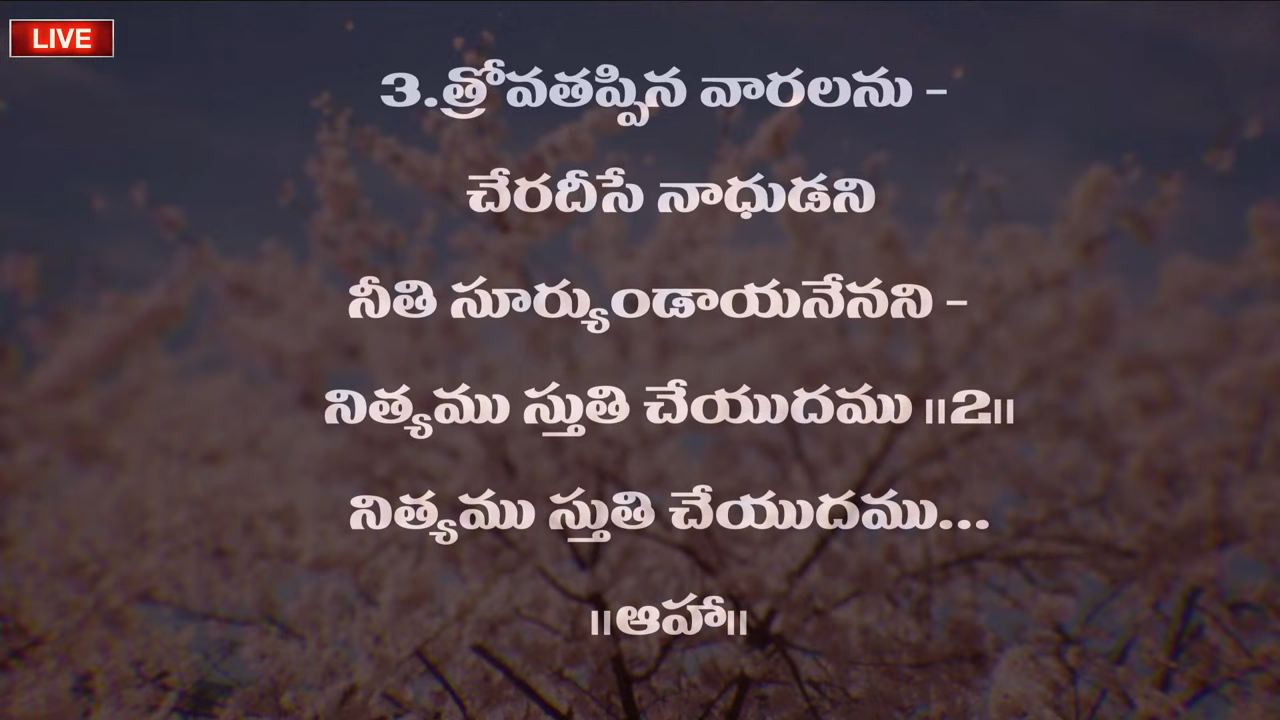 LIVE
3.త్రోవతప్పిన వారలను -
చేరదీసే నాధుడని
నీతి సూర్యుండాయనేనని -
నిత్యము స్తుతి చేయుదము ॥2॥
నిత్యము స్తుతి చేయుదము...
॥ఆహా॥